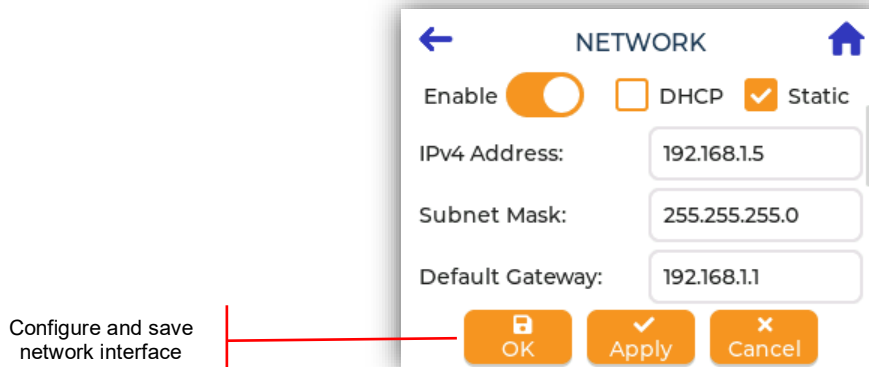 NETWORK
Enable DHCP Static
IPv4 Address: 192.168.1.5
Subnet Mask: 255.255.255.0
Default Gateway: 192.168.1.1
Configure and save
network interface
OK Apply Cancel